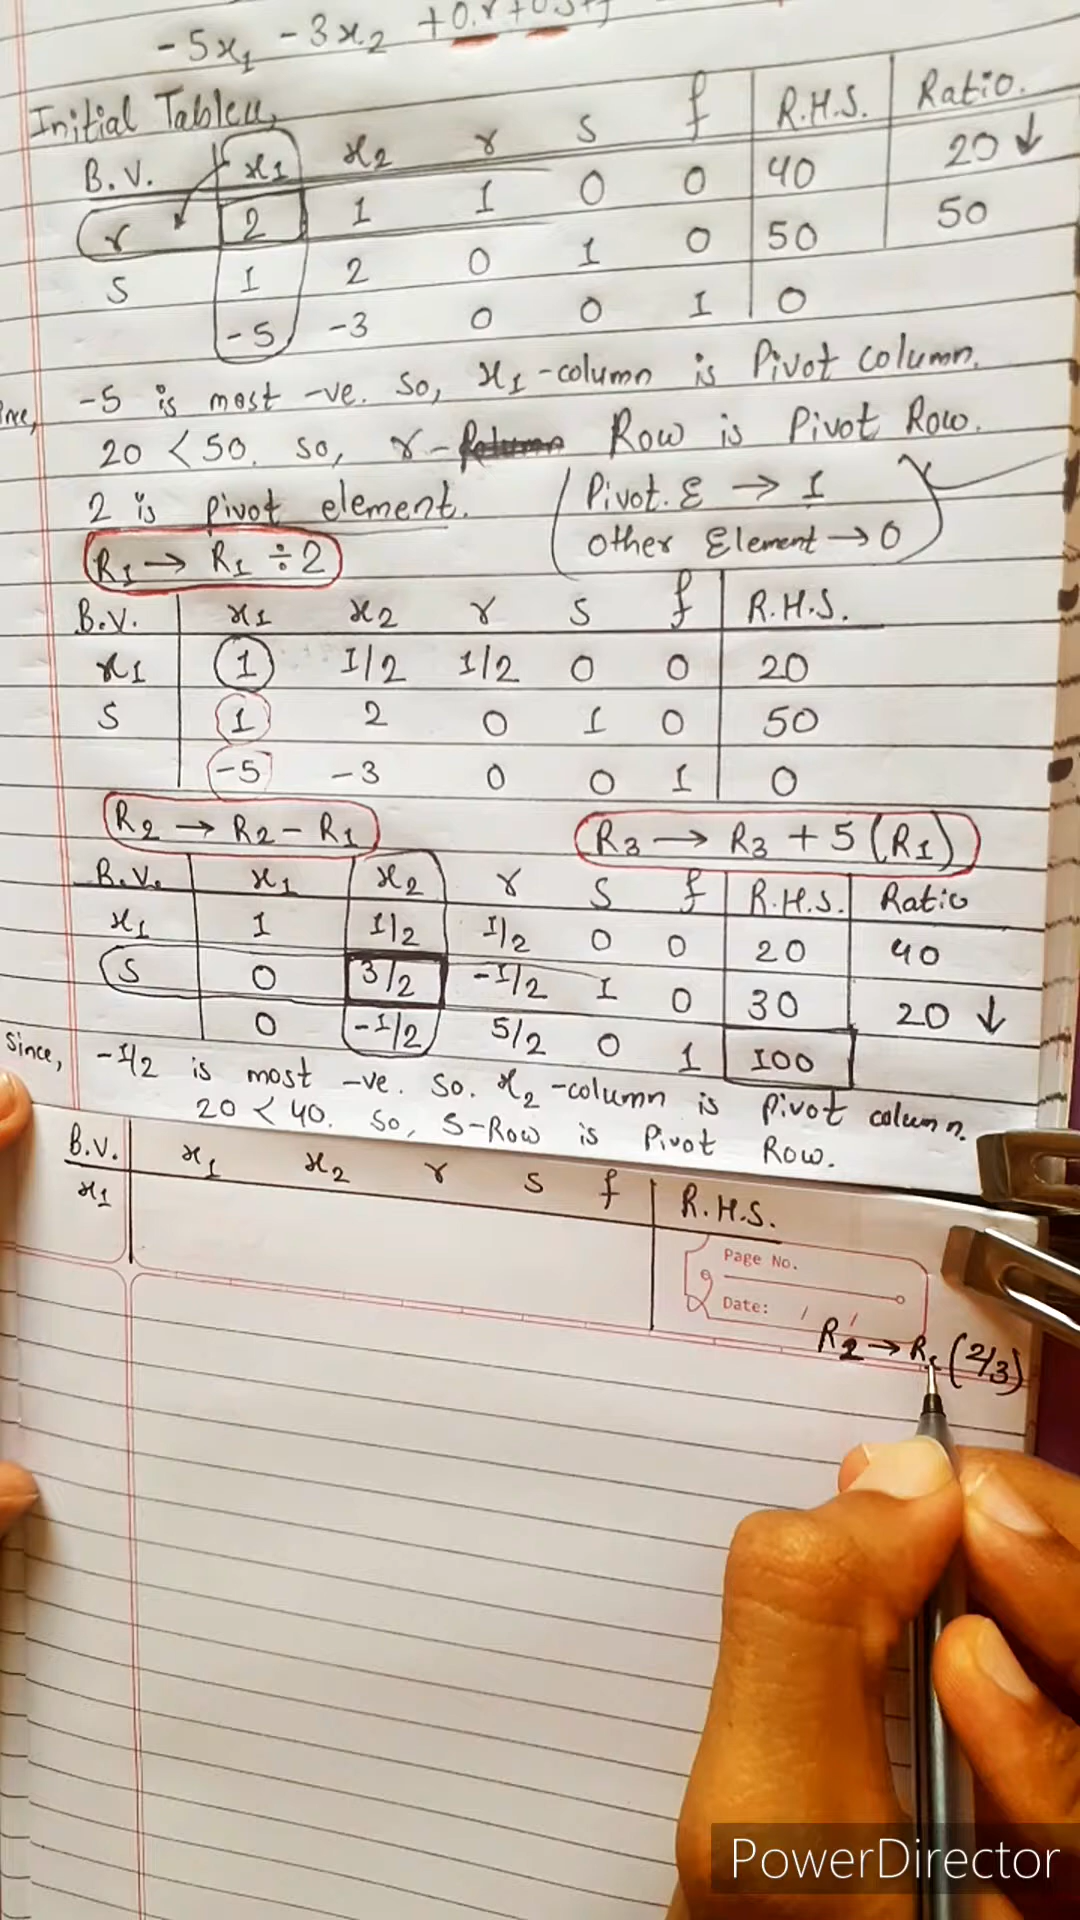 -5x1 -3x2 +0.r+0.s+f
Initial Tableu,
B.V. x1 x2 r s f R.H.S. Ratio.
r 2 1 1 0 0 40 20↓
s 1 2 0 1 0 50 50
-5 -3 0 0 1 0
-5 is most -ve. So, x1-column is Pivot column.
20 < 50. so, r- Row is Pivot Row.
2 is pivot element.
Pivot. E → 1
other Element → 0
R1 → R1 ÷ 2
B.V. x1 x2 r s f R.H.S.
x1 1 1/2 1/2 0 0 20
s 1 2 0 1 0 50
-5 -3 0 0 1 0
R2 → R2 - R1 R3 → R3 + 5(R1)
B.V. x1 x2 r s f R.H.S. Ratio
x1 1 1/2 1/2 0 0 20 40
s 0 3/2 -1/2 1 0 30 20 ↓
0 -1/2 5/2 0 1 100
Since, -1/2 is most -ve. so. x2-column is pivot column.
20 < 40. so, S-Row is Pivot Row.
B.V. x1 x2 r s f R.H.S.
x1
Page No.
Date: / /
R2 → R (2/3)
PowerDirector